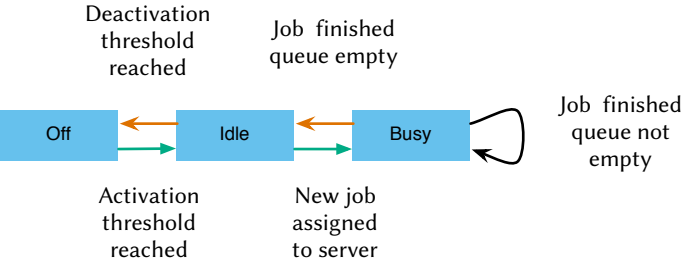 Deactivation
threshold
reached
Job finished
queue empty
Off
Idle
Busy
Job finished
queue not
empty
Activation
threshold
reached
New job
assigned
to server